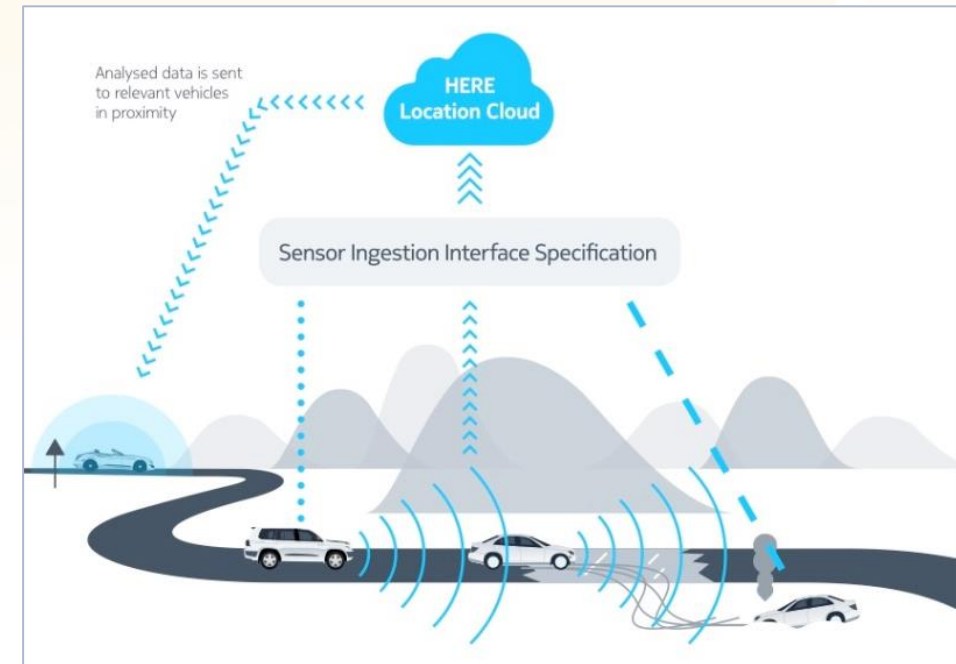 Analysed data is sent
to relevant vehicles
in proximity
HERE
Location Cloud
Sensor Ingestion Interface Specification